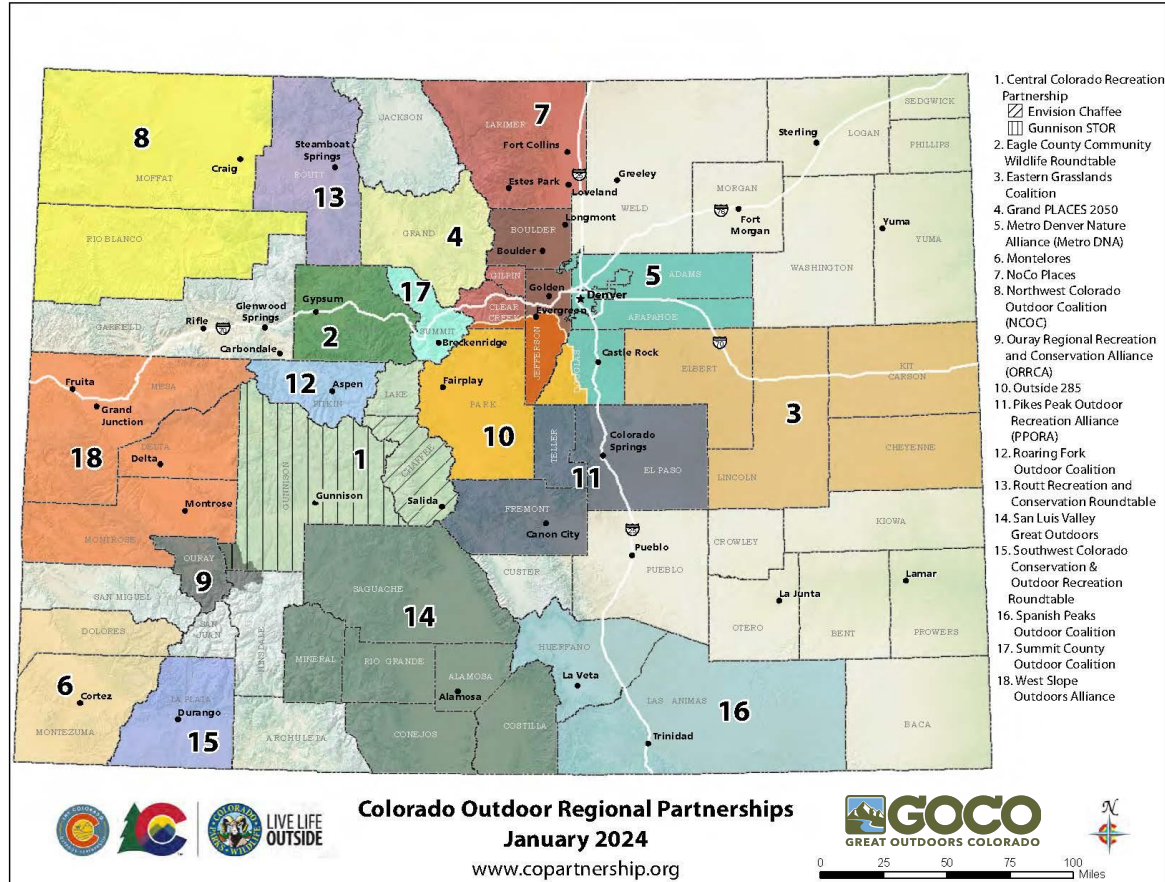 8
MOFFAT
Craig
RIO BLANCO
Steamboat
Springs
ROUTT
13
JACKSON
LARIMER
7
Fort Collins
Estes Park
Loveland
25
Greeley
WELD
Sterling
LOGAN
SEDGWICK
PHILLIPS
MORGAN
76
Fort
Morgan
Yuma
YUMA
WASHINGTON
GRAND
4
BOULDER
Longmont
Boulder
GILPIN
Golden
CLEAR
CREEK
Evergreen
Denver
5
ADAMS
ARAPAHOE
17
SUMMIT
Breckenridge
Gypsum
2
Glenwood
Springs
Rifle
70
GARFIELD
Carbondale
JEFFERSON
DOUGLAS
Castle Rock
70
ELBERT
KIT
CARSON
3
CHEYENNE
LINCOLN
Fruita
MESA
Grand
Junction
18
DELTA
Delta
Montrose
MONTROSE
12
Aspen
PITKIN
LAKE
Fairplay
PARK
10
1
GUNNISON
Gunnison
CHAFFEE
Salida
TELLER
11
Colorado
Springs
EL PASO
FREMONT
Canon City
KIOWA
CROWLEY
25
Pueblo
PUEBLO
CUSTER
OURAY
9
SAN MIGUEL
SAN
JUAN
HINSDALE
SAGUACHE
14
La Junta
OTERO
BENT
Lamar
PROWERS
DOLORES
6
Cortez
MONTEZUMA
LA PLATA
Durango
15
ARCHULETA
MINERAL
RIO GRANDE
ALAMOSA
Alamosa
CONEJOS
COSTILLA
HUERFANO
La Veta
LAS ANIMAS
16
Trinidad
BACA
1. Central Colorado Recreation
Partnership
Envision Chaffee
Gunnison STOR
2. Eagle County Community
Wildlife Roundtable
3. Eastern Grasslands
Coalition
4. Grand PLACES 2050
5. Metro Denver Nature
Alliance (Metro DNA)
6. Montelores
7. NoCo Places
8. Northwest Colorado
Outdoor Coalition
(NCOC)
9. Ouray Regional Recreation
and Conservation Alliance
(ORRCA)
10. Outside 285
11. Pikes Peak Outdoor
Recreation Alliance
(PPORA)
12. Roaring Fork
Outdoor Coalition
13. Routt Recreation and
Conservation Roundtable
14. San Luis Valley
Great Outdoors
15. Southwest Colorado
Conservation &
Outdoor Recreation
Roundtable
16. Spanish Peaks
Outdoor Coalition
17. Summit County
Outdoor Coalition
18. West Slope
Outdoors Alliance
COLORADO
PARKS & WILDLIFE
LIVE LIFE
OUTSIDE
Colorado Outdoor Regional Partnerships
January 2024
www.copartnership.org
GOCO
GREAT OUTDOORS COLORADO
N
0 25 50 75 100
Miles